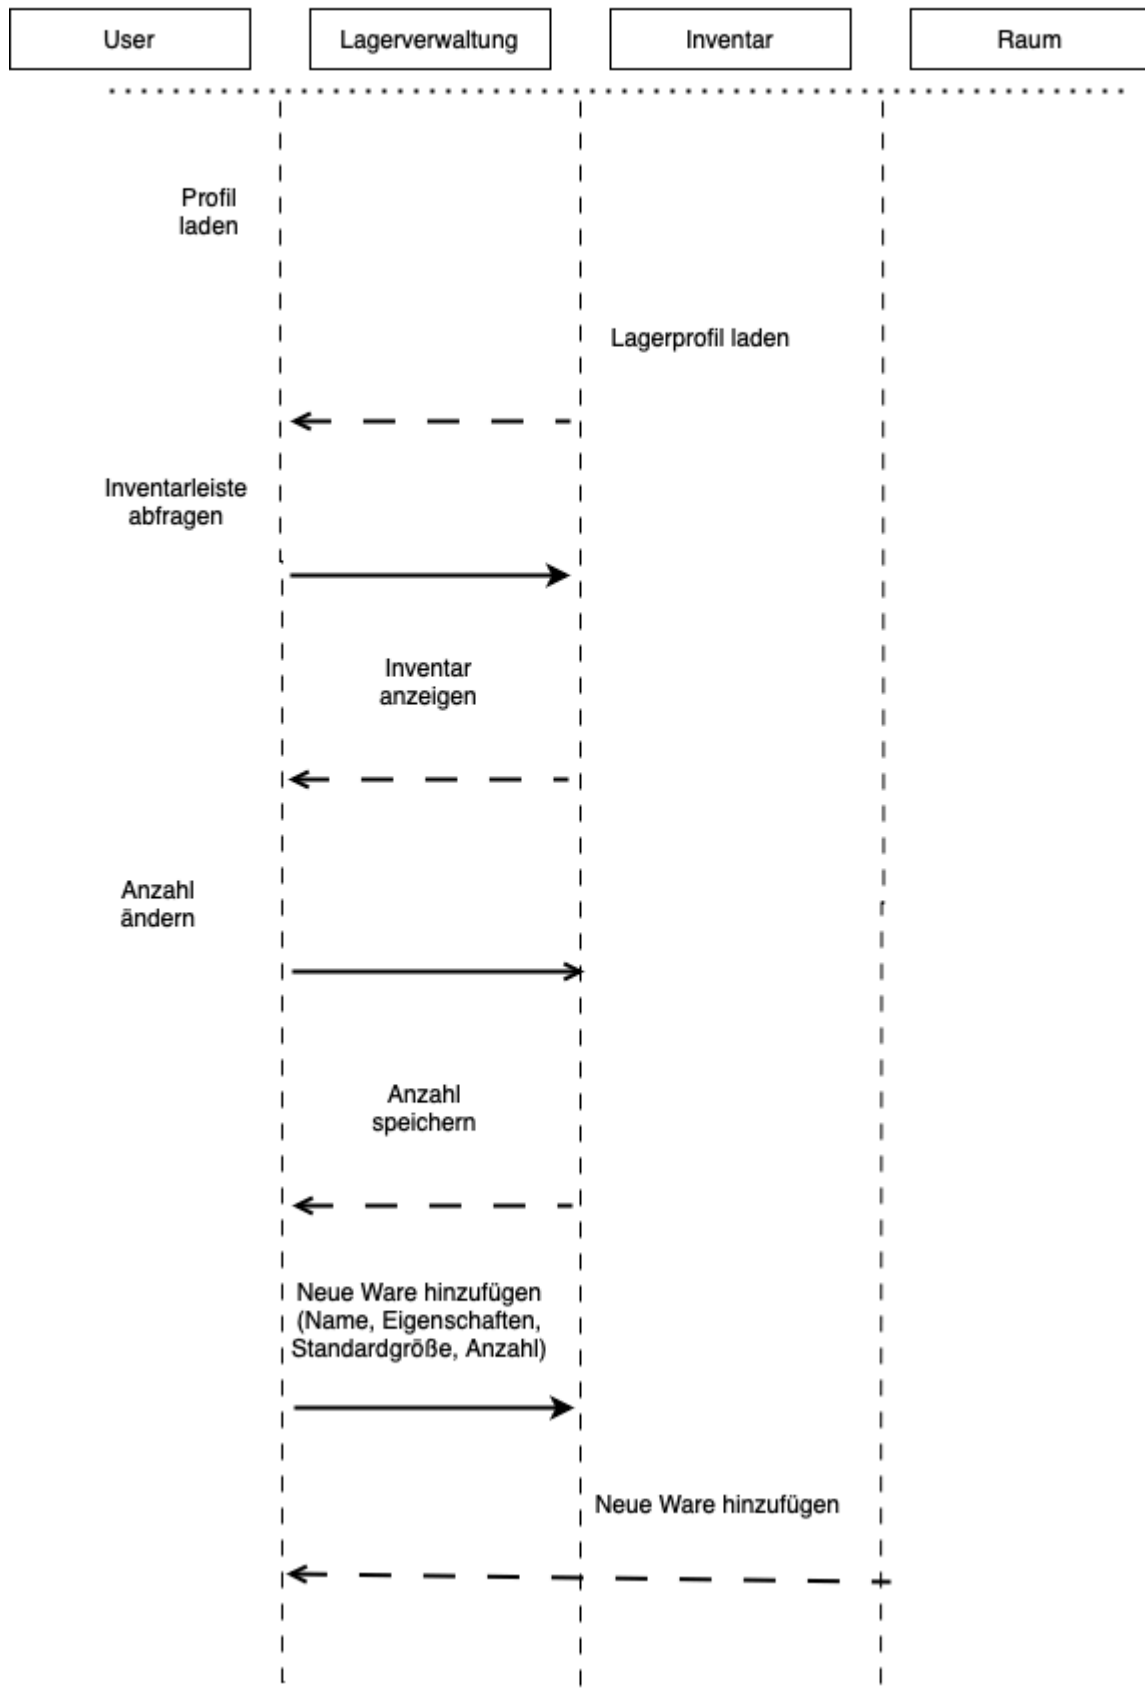 User
Lagerverwaltung
Inventar
Raum
Profil
laden
Lagerprofil laden
Inventarleiste
abfragen
Inventar
anzeigen
Anzahl
ändern
Anzahl
speichern
Neue Ware hinzufügen
(Name, Eigenschaften,
Standardgröße, Anzahl)
Neue Ware hinzufügen